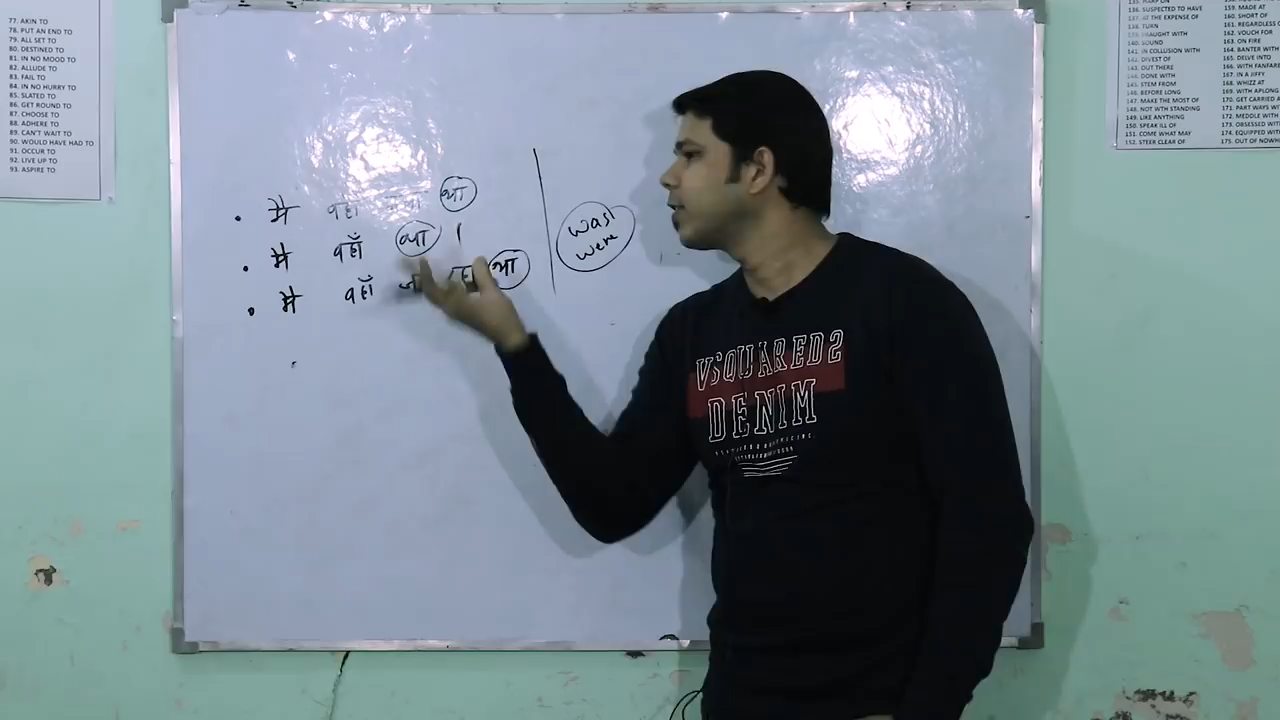 77. AKIN TO
78. PUT AN END TO
79. ALL SET TO
80. DESTINED TO
81. IN NO MOOD TO
82. ALLUDE TO
83. FAIL TO
84. IN NO HURRY TO
85. SLATED TO
86. GET ROUND TO
87. CHOOSE TO
88. ADHERE TO
89. CAN'T WAIT TO
90. WOULD HAVE HAD TO
91. OCCUR TO
92. LIVE UP TO
93. ASPIRE TO
• मैं था
• मैं वहाँ था ।
• मैं वहाँ था
was/
were
VSQUARED2
DENIM
136. SUSPECTED TO HAVE
137. AT THE EXPENSE OF
138. TURN
139. FRAUGHT WITH
140. SOUND
141. IN COLLUSION WITH
142. DIVEST OF
143. OUT THERE
144. DONE WITH
145. STEM FROM
146. BEFORE LONG
147. MAKE THE MOST OF
148. NOT WTH STANDING
149. LIKE ANYTHING
150. SPEAK ILL OF
151. COME WHAT MAY
152. STEER CLEAR OF
159. MADE AT
160. SHORT OF
161. REGARDLESS
162. VOUCH FOR
163. ON FIRE
164. BANTER WITH
165. DELVE INTO
166. WITH FANFARE
167. IN A JIFFY
168. WHIZZ AT
169. WITH APLON
170. GET CARRIED
171. PART WAYS
172. MEDDLE WITH
173. OBSESSED WIT
174. EQUIPPED WIT
175. OUT OF NOW